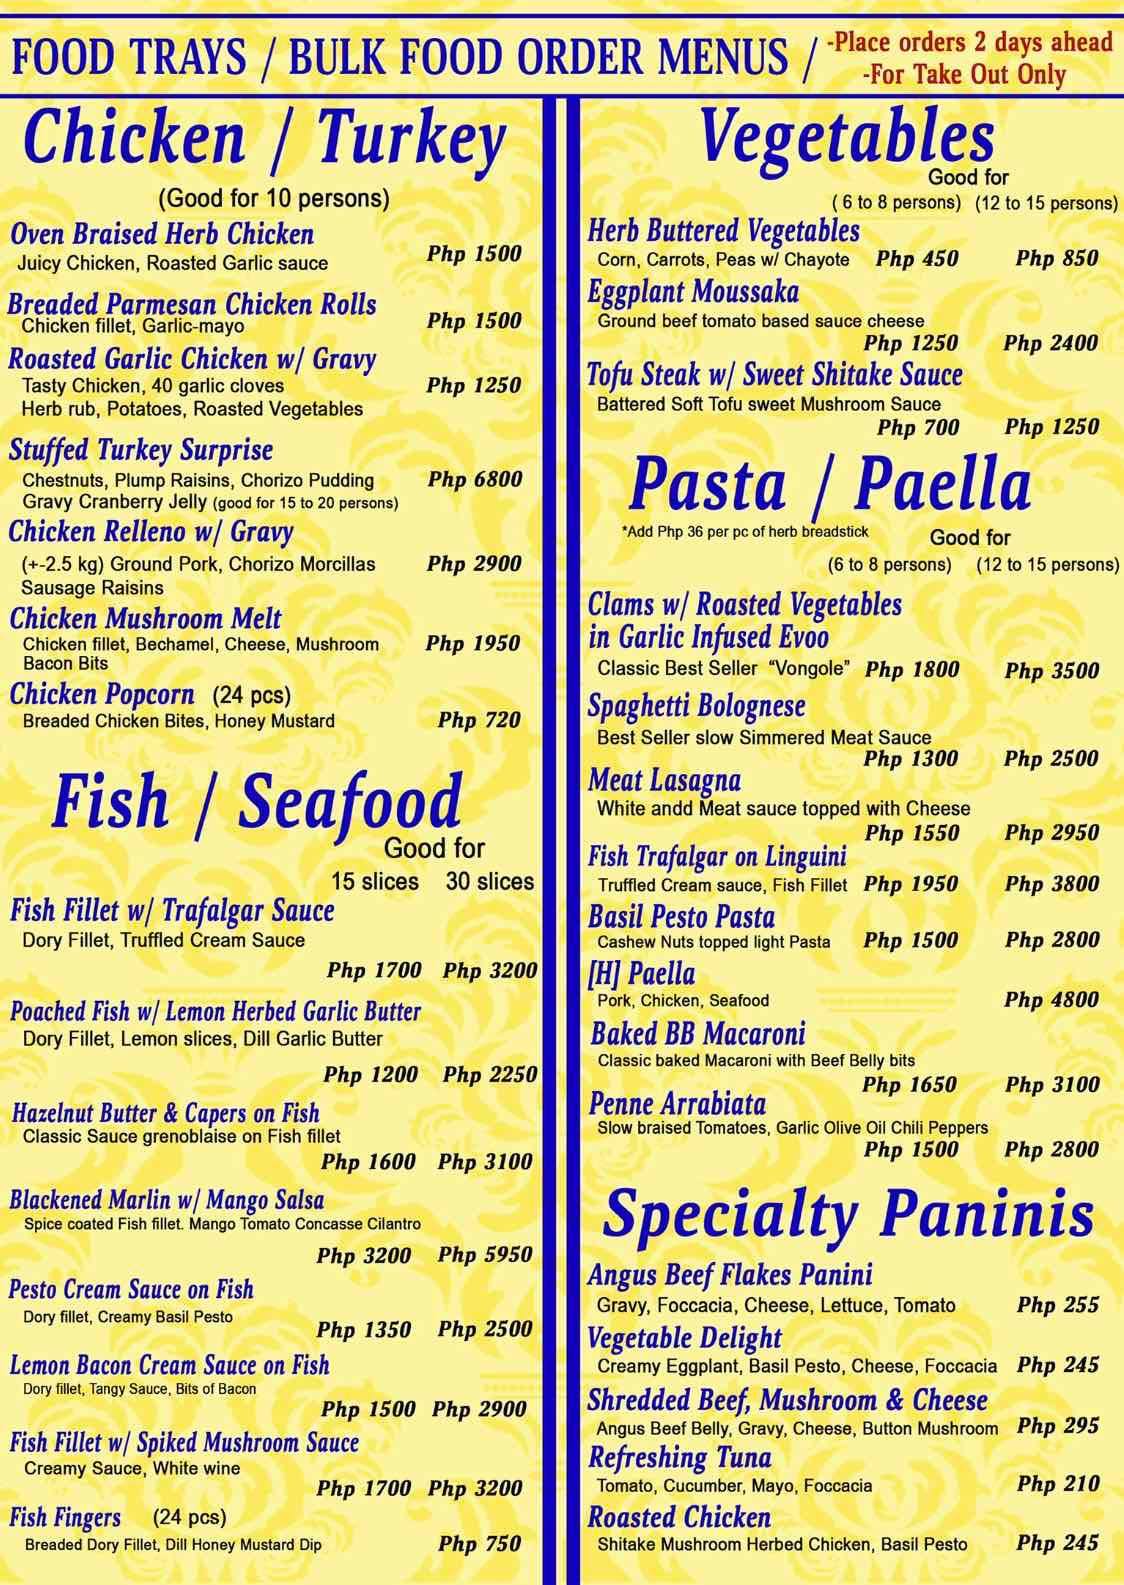 FOOD TRAYS / BULK FOOD ORDER MENUS /
-Place orders 2 days ahead
-For Take Out Only
Chicken / Turkey
(Good for 10 persons)
Oven Braised Herb Chicken
Juicy Chicken, Roasted Garlic sauce Php 1500
Breaded Parmesan Chicken Rolls
Chicken fillet, Garlic-mayo Php 1500
Roasted Garlic Chicken w/ Gravy
Tasty Chicken, 40 garlic cloves Php 1250
Herb rub, Potatoes, Roasted Vegetables
Stuffed Turkey Surprise
Chestnuts, Plump Raisins, Chorizo Pudding Php 6800
Gravy Cranberry Jelly (good for 15 to 20 persons)
Chicken Relleno w/ Gravy
(+-2.5 kg) Ground Pork, Chorizo Morcillas Php 2900
Sausage Raisins
Chicken Mushroom Melt
Chicken fillet, Bechamel, Cheese, Mushroom Php 1950
Bacon Bits
Chicken Popcorn (24 pcs)
Breaded Chicken Bites, Honey Mustard Php 720
Fish / Seafood
Good for
15 slices 30 slices
Fish Fillet w/ Trafalgar Sauce
Dory Fillet, Truffled Cream Sauce
Php 1700 Php 3200
Poached Fish w/ Lemon Herbed Garlic Butter
Dory Fillet, Lemon slices, Dill Garlic Butter
Php 1200 Php 2250
Hazelnut Butter & Capers on Fish
Classic Sauce grenoblaise on Fish fillet
Php 1600 Php 3100
Blackened Marlin w/ Mango Salsa
Spice coated Fish fillet. Mango Tomato Concasse Cilantro
Php 3200 Php 5950
Pesto Cream Sauce on Fish
Dory fillet, Creamy Basil Pesto
Php 1350 Php 2500
Lemon Bacon Cream Sauce on Fish
Dory fillet, Tangy Sauce, Bits of Bacon
Php 1500 Php 2900
Fish Fillet w/ Spiked Mushroom Sauce
Creamy Sauce, White wine
Php 1700 Php 3200
Fish Fingers (24 pcs)
Breaded Dory Fillet, Dill Honey Mustard Dip Php 750
Vegetables
Good for
( 6 to 8 persons) (12 to 15 persons)
Herb Buttered Vegetables
Corn, Carrots, Peas w/ Chayote Php 450 Php 850
Eggplant Moussaka
Ground beef tomato based sauce cheese
Php 1250 Php 2400
Tofu Steak w/ Sweet Shitake Sauce
Battered Soft Tofu sweet Mushroom Sauce
Php 700 Php 1250
Pasta / Paella
*Add Php 36 per pc of herb breadstick Good for
(6 to 8 persons) (12 to 15 persons)
Clams w/ Roasted Vegetables
in Garlic Infused Evoo
Classic Best Seller “Vongole” Php 1800 Php 3500
Spaghetti Bolognese
Best Seller slow Simmered Meat Sauce
Php 1300 Php 2500
Meat Lasagna
White andd Meat sauce topped with Cheese
Php 1550 Php 2950
Fish Trafalgar on Linguini
Truffled Cream sauce, Fish Fillet Php 1950 Php 3800
Basil Pesto Pasta
Cashew Nuts topped light Pasta Php 1500 Php 2800
[H] Paella
Pork, Chicken, Seafood Php 4800
Baked BB Macaroni
Classic baked Macaroni with Beef Belly bits
Php 1650 Php 3100
Penne Arrabiata
Slow braised Tomatoes, Garlic Olive Oil Chili Peppers
Php 1500 Php 2800
Specialty Paninis
Angus Beef Flakes Panini
Gravy, Foccacia, Cheese, Lettuce, Tomato Php 255
Vegetable Delight
Creamy Eggplant, Basil Pesto, Cheese, Foccacia Php 245
Shredded Beef, Mushroom & Cheese
Angus Beef Belly, Gravy, Cheese, Button Mushroom Php 295
Refreshing Tuna
Tomato, Cucumber, Mayo, Foccacia Php 210
Roasted Chicken
Shitake Mushroom Herbed Chicken, Basil Pesto Php 245